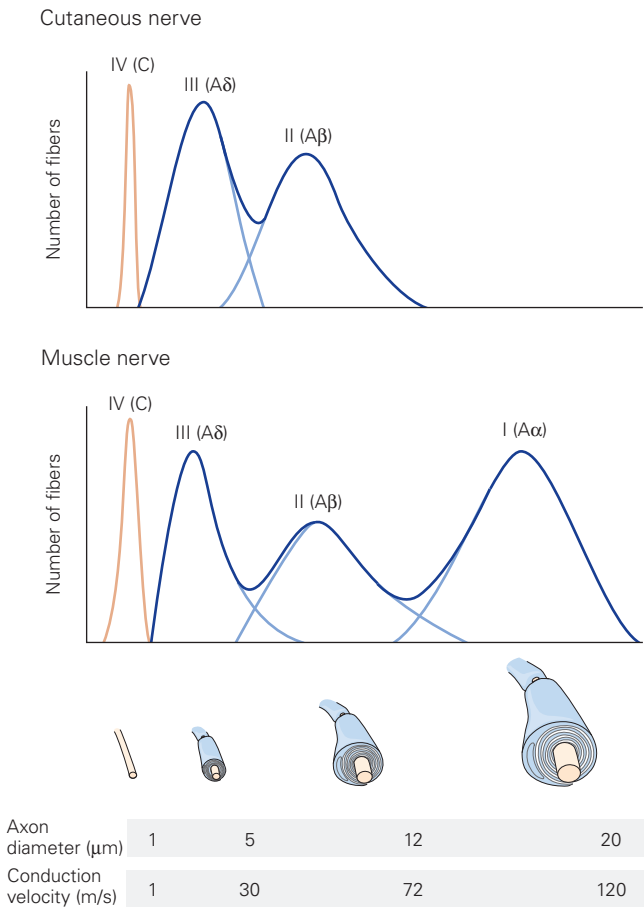 Cutaneous nerve
IV (C)
III (Aδ)
II (Aβ)
Number of fibers
Muscle nerve
IV (C)
III (Aδ)
I (Aα)
II (Aβ)
Number of fibers
Axon
diameter (μm) 1 5 12 20
Conduction
velocity (m/s) 1 30 72 120